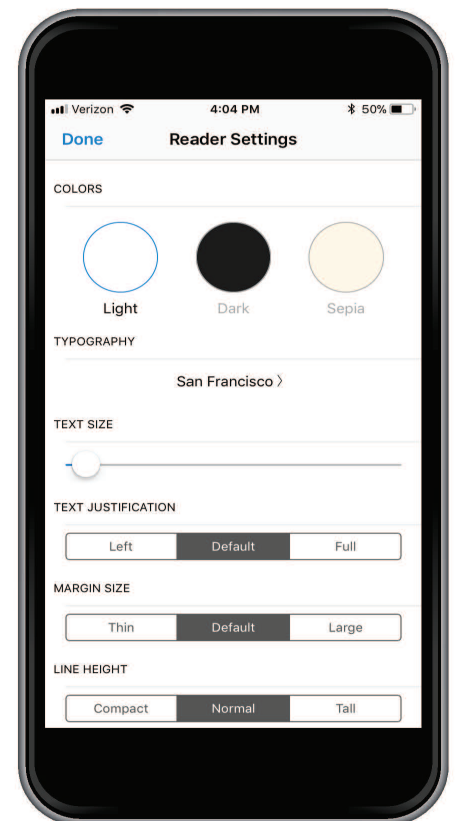 Verizon 4:04 PM 50%
Done Reader Settings
COLORS
Light Dark Sepia
TYPOGRAPHY
San Francisco 〉
TEXT SIZE
TEXT JUSTIFICATION
Left Default Full
MARGIN SIZE
Thin Default Large
LINE HEIGHT
Compact Normal Tall